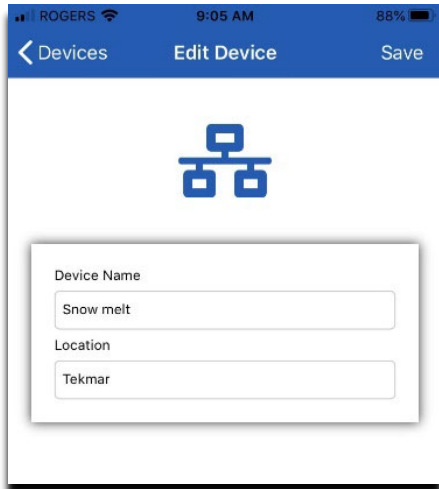 ROGERS 9:05 AM 88%
Devices Edit Device Save
Device Name
Snow melt
Location
Tekmar